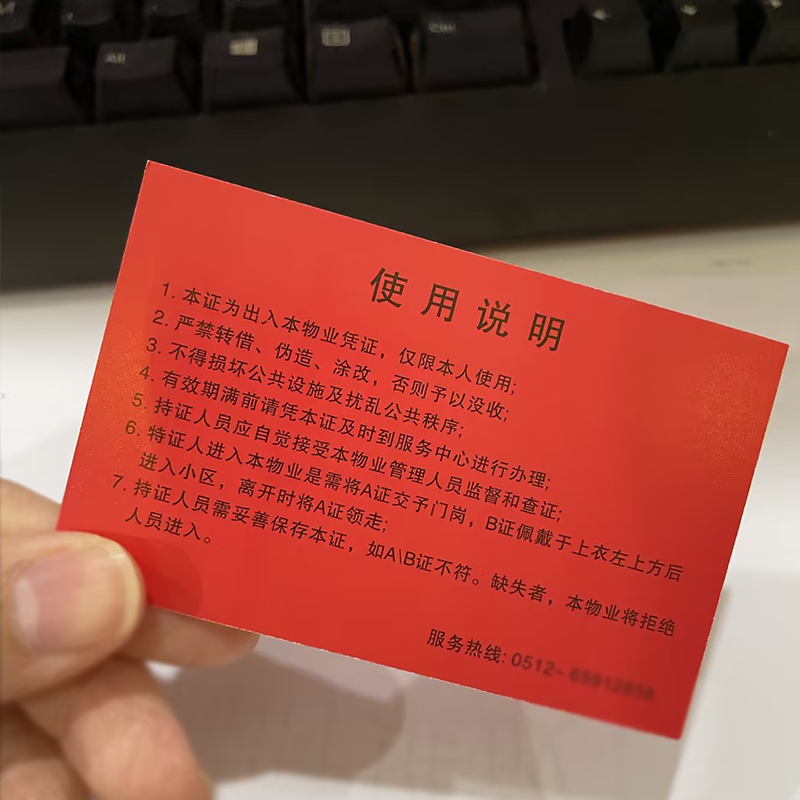 使用说明
1. 本证为出入本物业凭证，仅限本人使用;
2. 严禁转借、伪造、涂改，否则予以没收;
3. 不得损坏公共设施及扰乱公共秩序;
4. 有效期满前请凭本证及时到服务中心进行办理;
5. 持证人员应自觉接受本物业管理人员监督和查证;
6. 特证人进入本物业是需将A证交予门岗，B证佩戴于上衣左上方后
进入小区，离开时将A证领走;
7. 持证人员需妥善保存本证，如A\B证不符。缺失者，本物业将拒绝
人员进入。
服务热线: 0512-